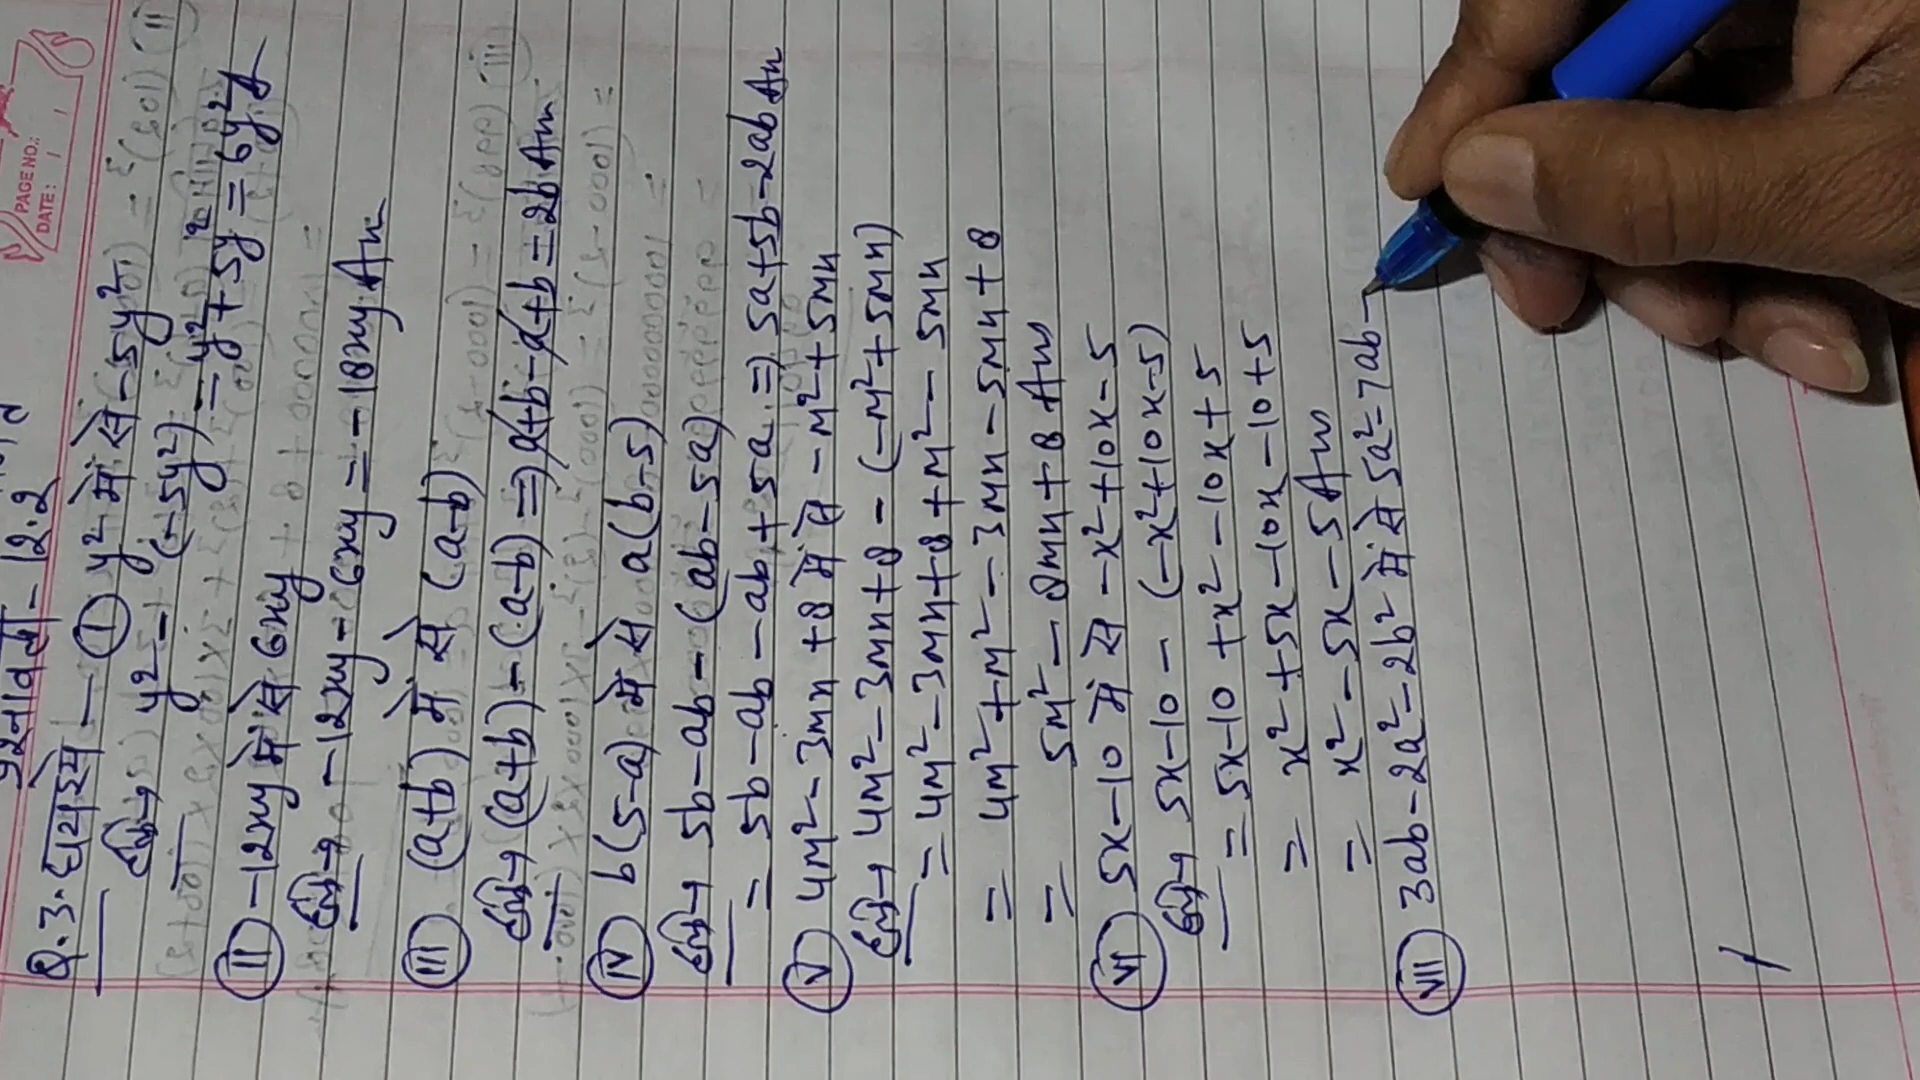 PAGE NO.:
DATE: / /
प्रश्नावली - 12.2
Q.3. घटाइये — (I) y² में से -5y²
हल→ y² - (-5y²) = y² + 5y² = 6y²
(II) -12xy में से 6xy
हल→ -12xy - 6xy = -18xy An
(III) (a+b) में से (a-b)
हल→ (a+b) - (a-b) ⇒ a+b-a+b = 2b Am
(IV) b(5-a) में से a(b-5)
हल→ 5b-ab-(ab-5a)
= 5b-ab-ab+5a ⇒ 5a+5b-2ab An
(V) 4m²-3mn+8 में से -m²+5mn
हल→ 4m²-3mn+8-(-m²+5mn)
= 4m²-3mn+8+m²-5mn
= 4m²+m²-3mn-5mn+8
= 5m²-8mn+8 Ans
(VI) 5x-10 में से -x²+10x-5
हल→ 5x-10-(-x²+10x-5)
= 5x-10+x²-10x+5
= x²+5x-10x-10+5
= x²-5x-5 Ans
(VII) 3ab-2a²-2b² में से 5a²-7ab-